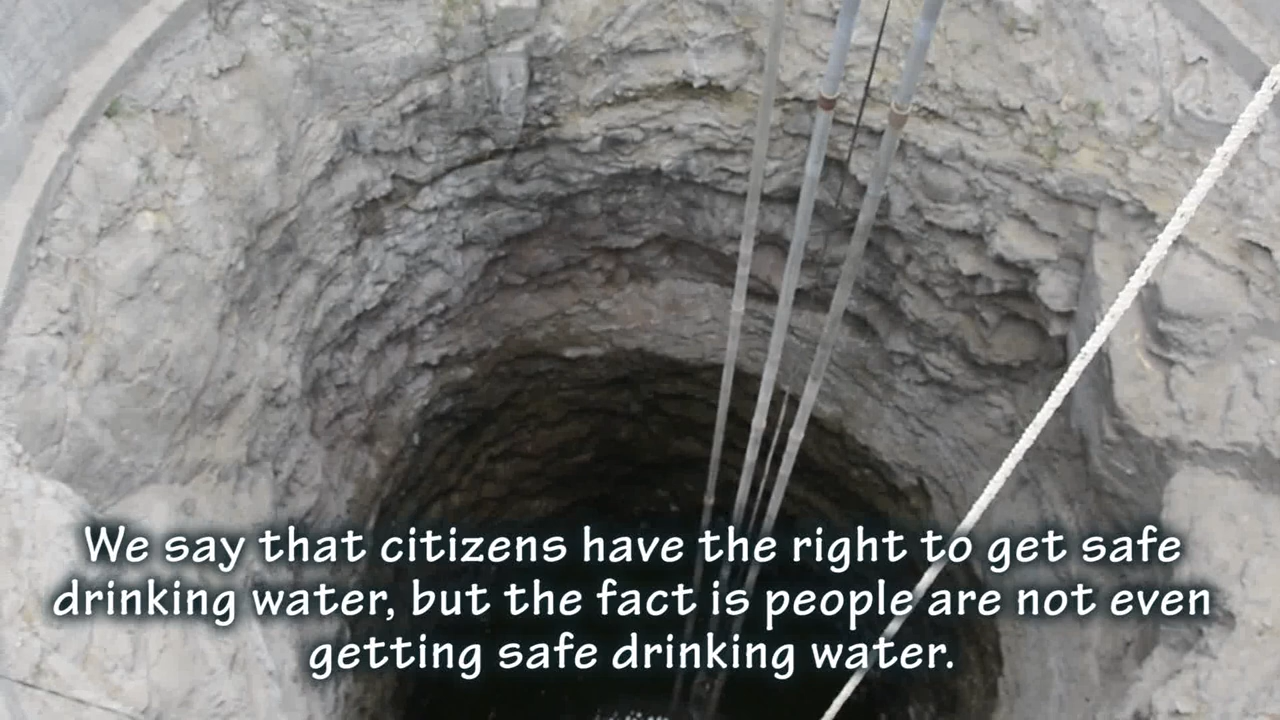 We say that citizens have the right to get safe
drinking water, but the fact is people are not even
getting safe drinking water.